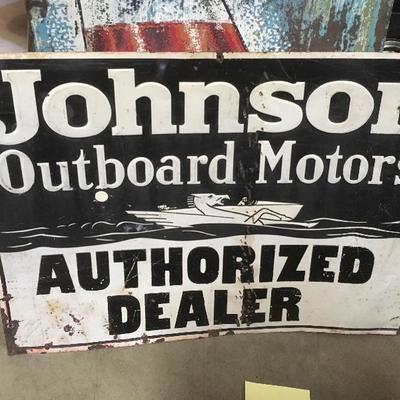 Johnson
Outboard Motors
AUTHORIZED
DEALER